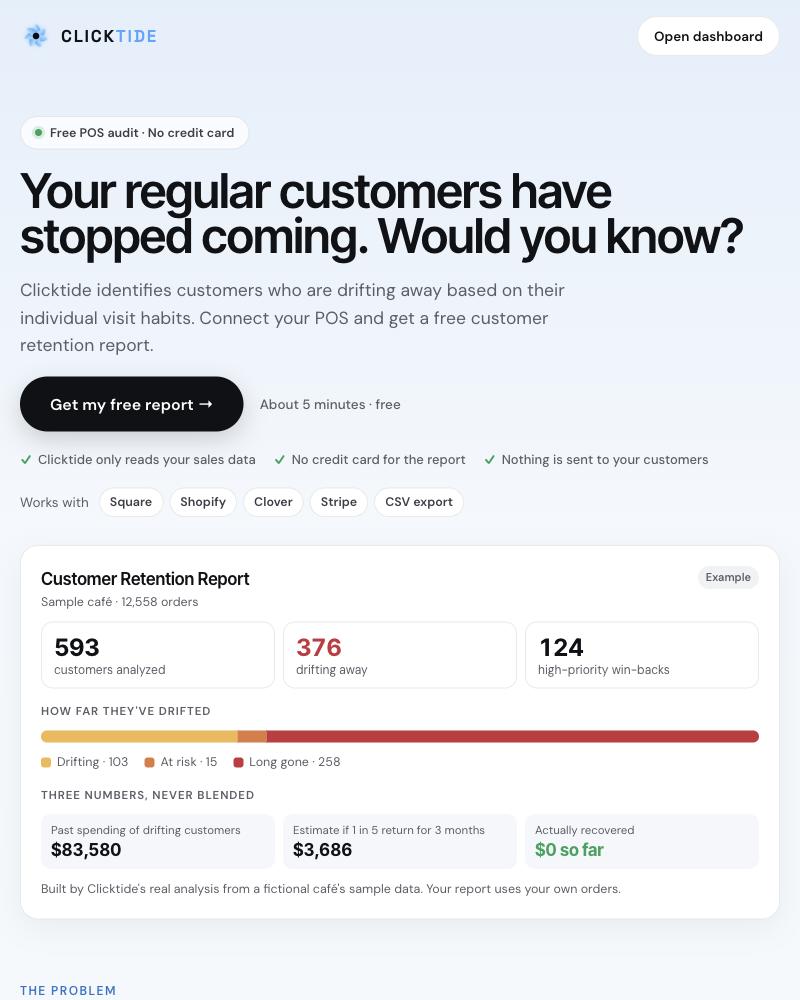 CLICKTIDE
Open dashboard
Free POS audit · No credit card
Your regular customers have
stopped coming. Would you know?
Clicktide identifies customers who are drifting away based on their
individual visit habits. Connect your POS and get a free customer
retention report.
Get my free report →
About 5 minutes · free
✓ Clicktide only reads your sales data
✓ No credit card for the report
✓ Nothing is sent to your customers
Works with
Square
Shopify
Clover
Stripe
CSV export
Customer Retention Report
Example
Sample café · 12,558 orders
593
customers analyzed
376
drifting away
124
high-priority win-backs
HOW FAR THEY'VE DRIFTED
Drifting · 103
At risk · 15
Long gone · 258
THREE NUMBERS, NEVER BLENDED
Past spending of drifting customers
$83,580
Estimate if 1 in 5 return for 3 months
$3,686
Actually recovered
$0 so far
Built by Clicktide's real analysis from a fictional café's sample data. Your report uses your own orders.
THE PROBLEM